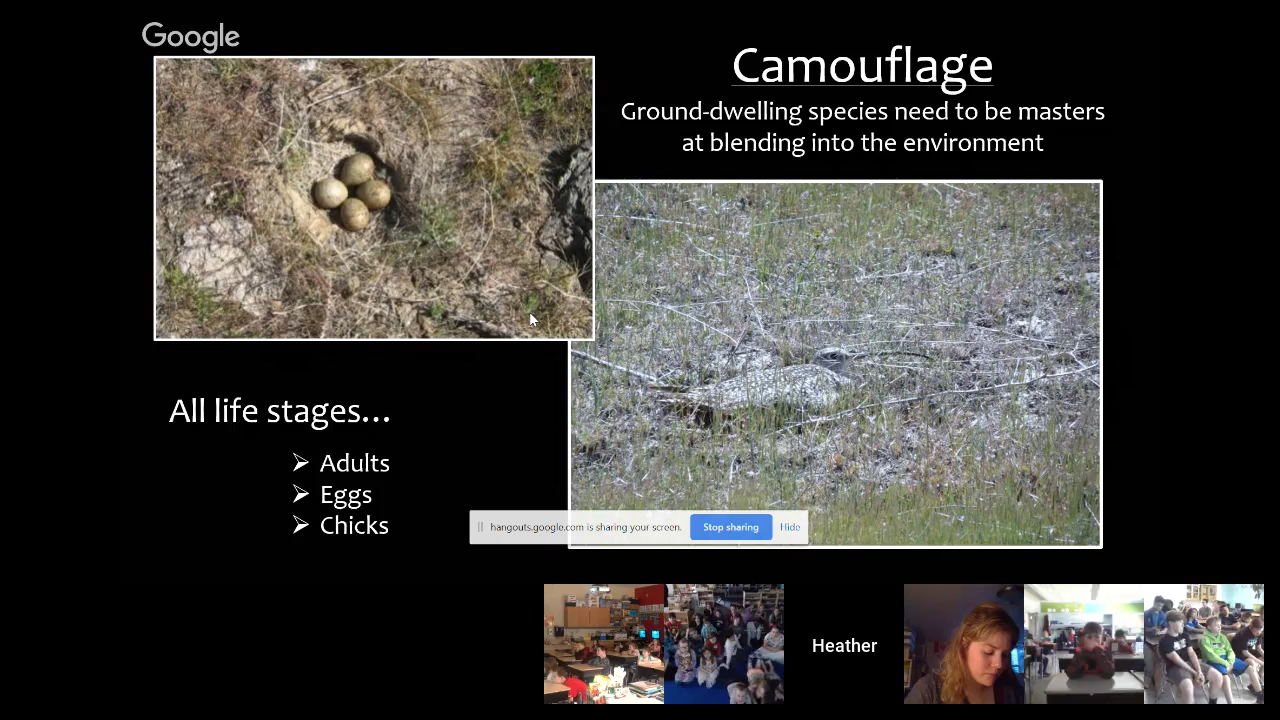 Google
Camouflage
Ground-dwelling species need to be masters
at blending into the environment
All life stages...
➢ Adults
➢ Eggs
➢ Chicks
hangouts.google.com is sharing your screen. Stop sharing Hide
Heather